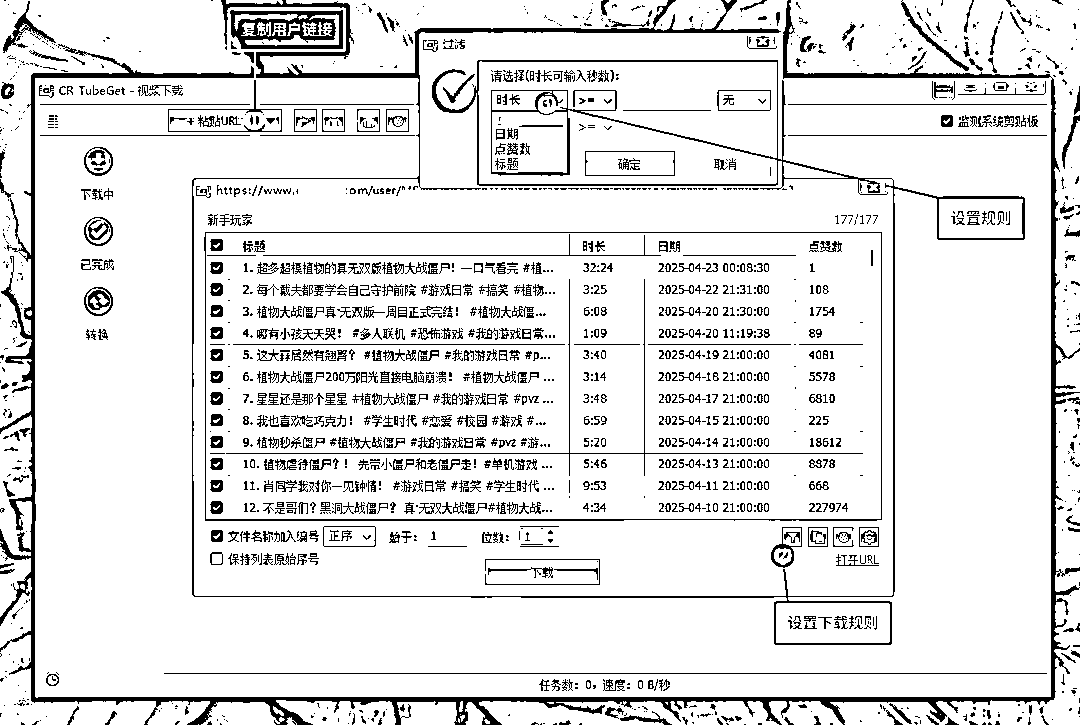 复制用户链接
过滤
请选择(时长可输入秒数):
时长 >= 无
日期
点赞数
标题
>=
确定 取消
CR TubeGet - 视频下载
粘贴URL
监测系统剪贴板
设置规则
下载中
已完成
转换
https://www.
om/user/
新手玩家 177/177
标题 时长 日期 点赞数
1. 超多超模植物的真无双版植物大战僵尸！一口气看完 #植... 32:24 2025-04-23 00:08:30 1
2. 每个戴夫都要学会自己守护前院 #游戏日常 #搞笑 #植物... 3:25 2025-04-22 21:31:00 108
3. 植物大战僵尸真·无双版一周目正式完结！ #植物大战僵... 6:08 2025-04-20 21:30:00 1754
4. 哪有小孩天天哭！ #多人联机 #恐怖游戏 #我的游戏日常... 1:09 2025-04-20 11:19:38 89
5. 这大蒜居然有翅膀？ #植物大战僵尸 #我的游戏日常 #p... 3:40 2025-04-19 21:00:00 4081
6. 植物大战僵尸200万阳光直接电脑崩溃！ #植物大战僵尸 ... 3:14 2025-04-18 21:00:00 5578
7. 星星还是那个星星 #植物大战僵尸 #我的游戏日常 #pvz ... 3:48 2025-04-17 21:00:00 6810
8. 我也喜欢吃巧克力！ #学生时代 #恋爱 #校园 #游戏 #... 6:59 2025-04-15 21:00:00 225
9. 植物秒杀僵尸 #植物大战僵尸 #我的游戏日常 #pvz #游... 5:20 2025-04-14 21:00:00 18612
10. 植物虐待僵尸？！ 先带小僵尸和老僵尸走！#单机游戏 ... 5:46 2025-04-13 21:00:00 8878
11. 肖同学我对你一见钟情！ #游戏日常 #搞笑 #学生时代 ... 9:53 2025-04-11 21:00:00 668
12. 不是哥们？黑洞大战僵尸？ 真·无双大战僵尸#植物大战... 4:34 2025-04-10 21:00:00 227974
文件名称加入编号 正序 始于: 1 位数: 1
保持列表原始序号
打开URL
下载
设置下载规则
任务数: 0, 速度: 0 B/秒